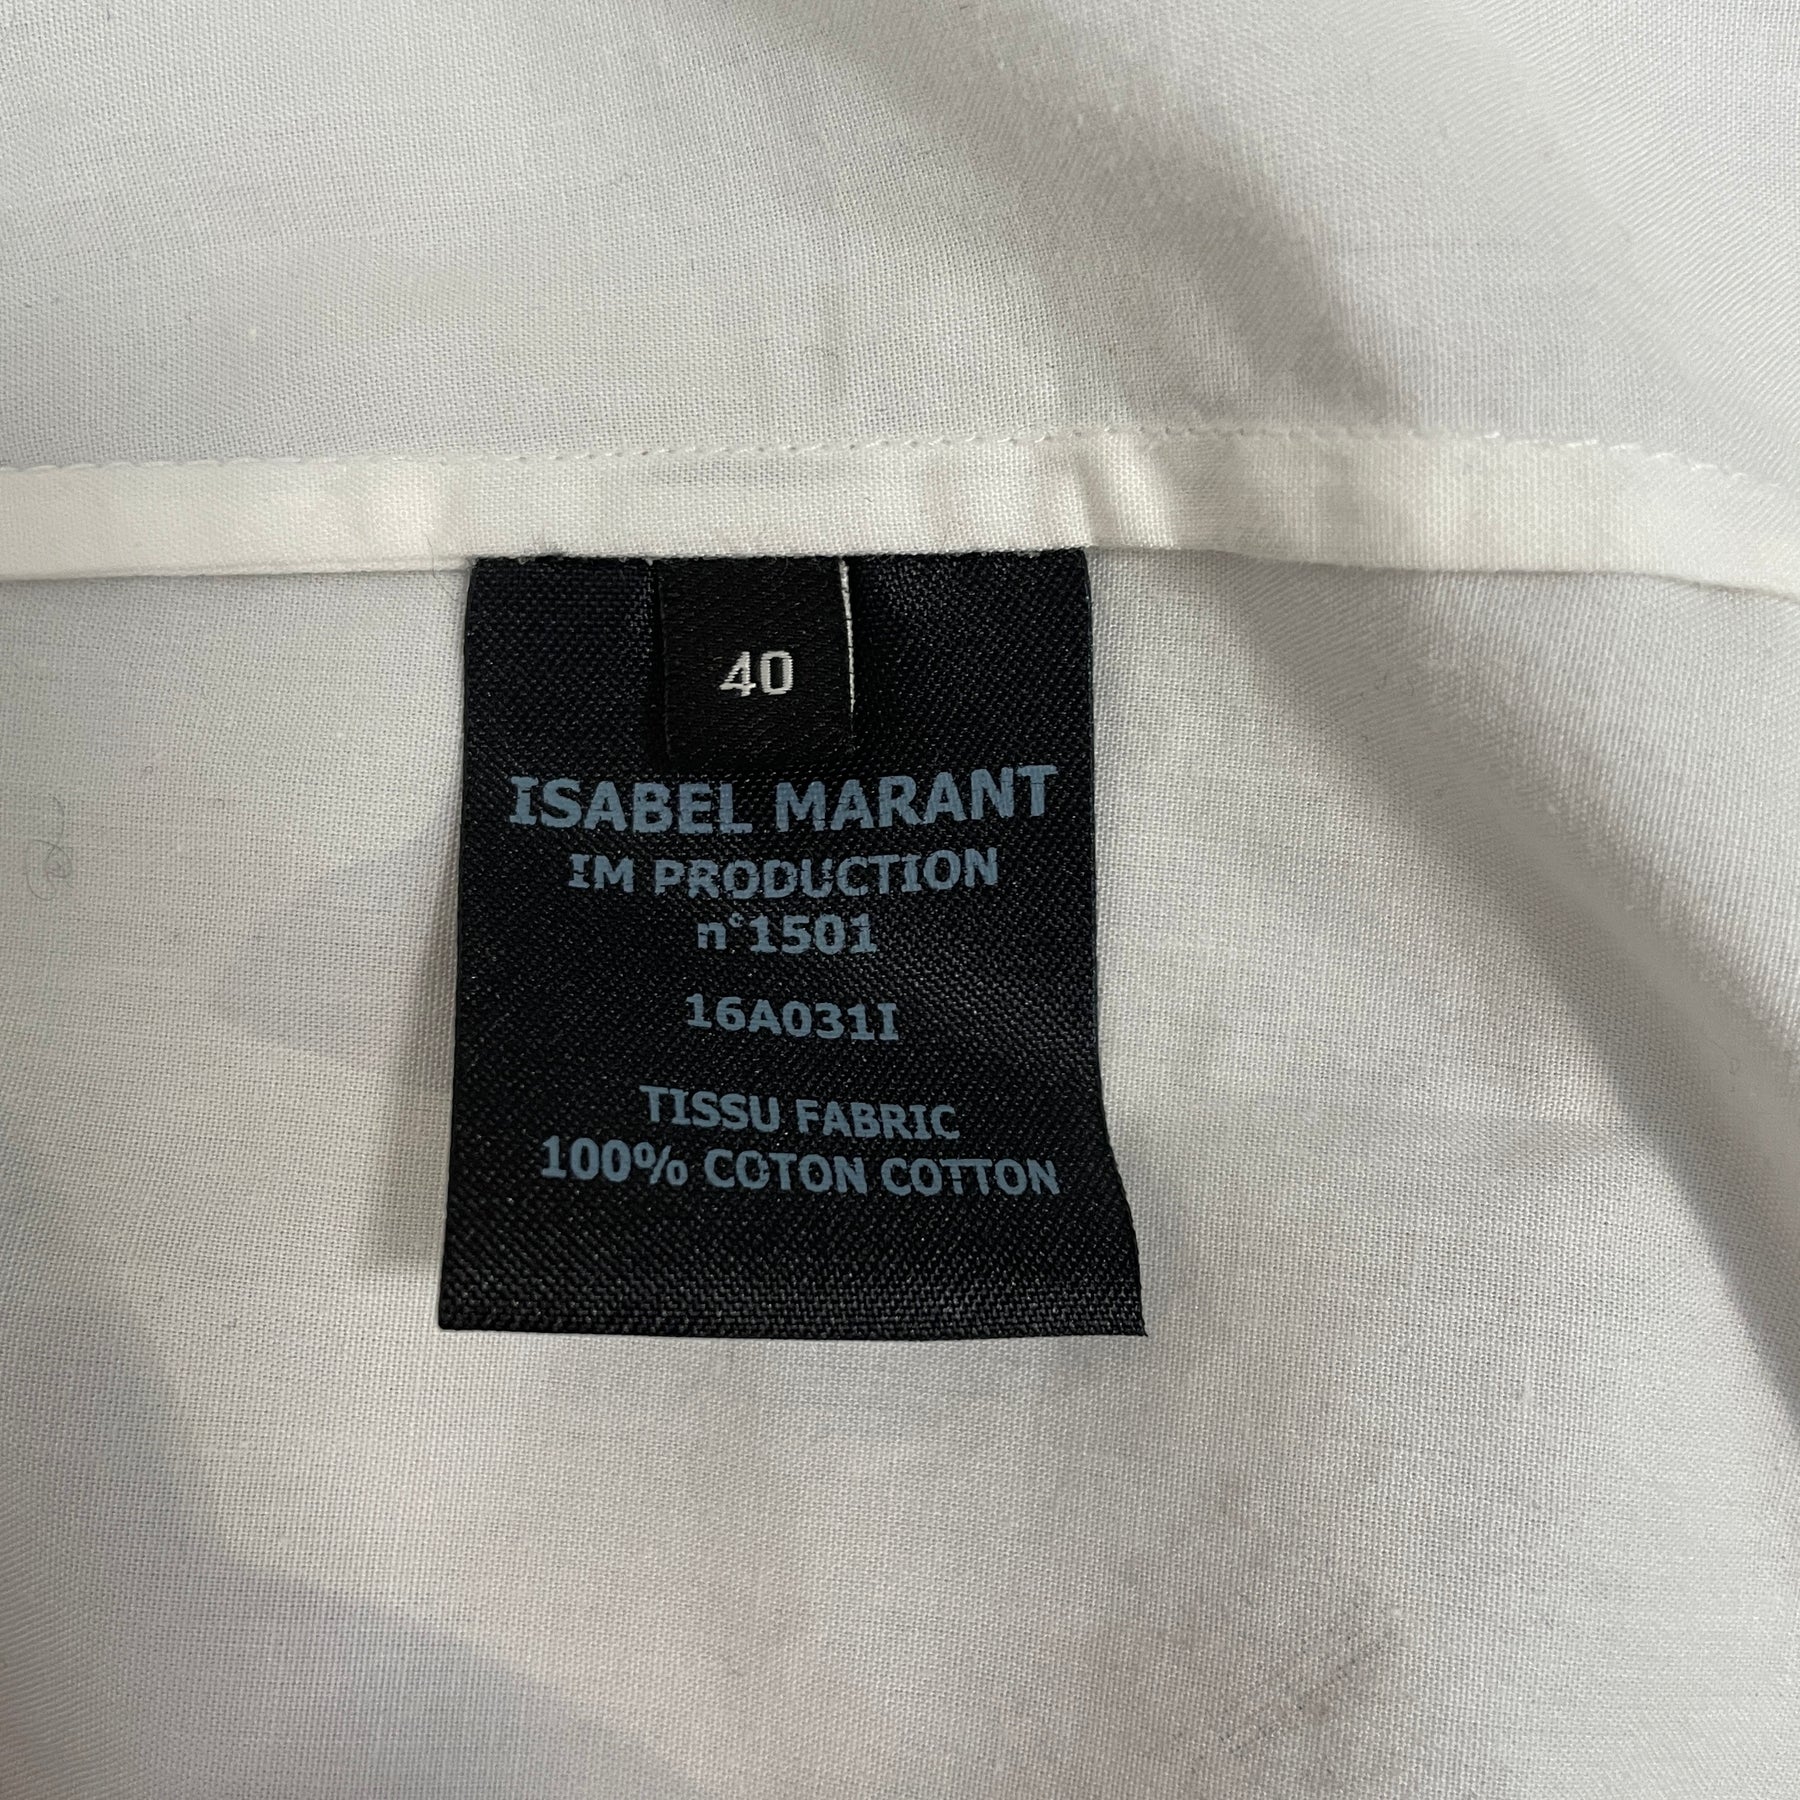 40
ISABEL MARANT
IM PRODUCTION
n°1501
16A031I
TISSU FABRIC
100% COTON COTTON